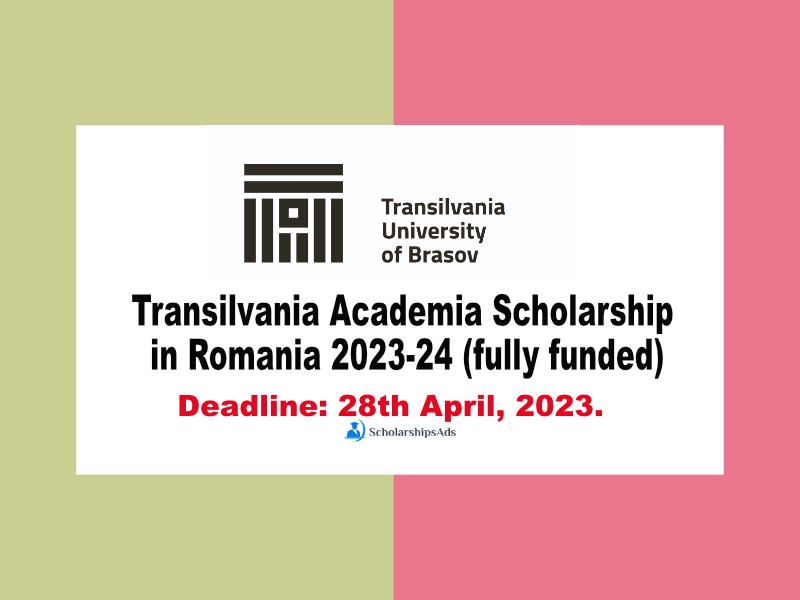 Transilvania
University
of Brasov
Transilvania Academia Scholarship
in Romania 2023-24 (fully funded)
Deadline: 28th April, 2023.
ScholarshipsAds